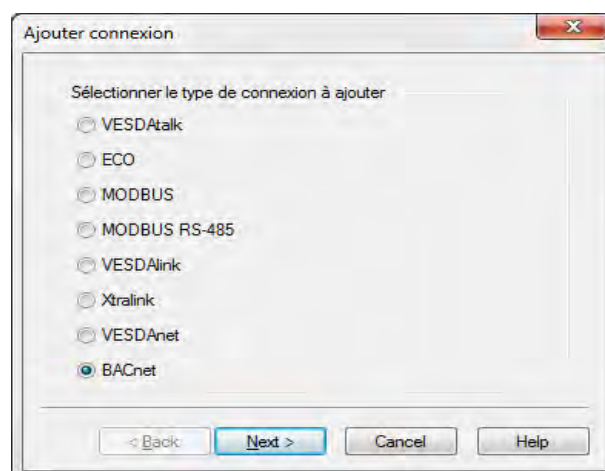 Ajouter connexion
Sélectionner le type de connexion à ajouter
VESDAtalk
ECO
MODBUS
MODBUS RS-485
VESDAlink
Xtralink
VESDAnet
BACnet
< Back Next > Cancel Help